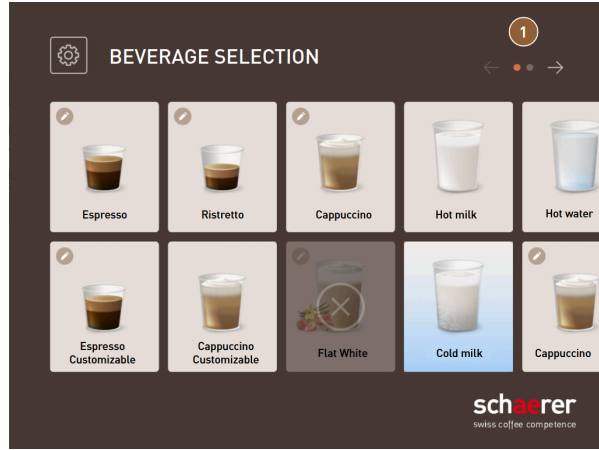 1
BEVERAGE SELECTION
Espresso
Ristretto
Cappuccino
Hot milk
Hot water
Espresso
Customizable
Cappuccino
Customizable
Flat White
Cold milk
Cappuccino
schaerer
swiss coffee competence